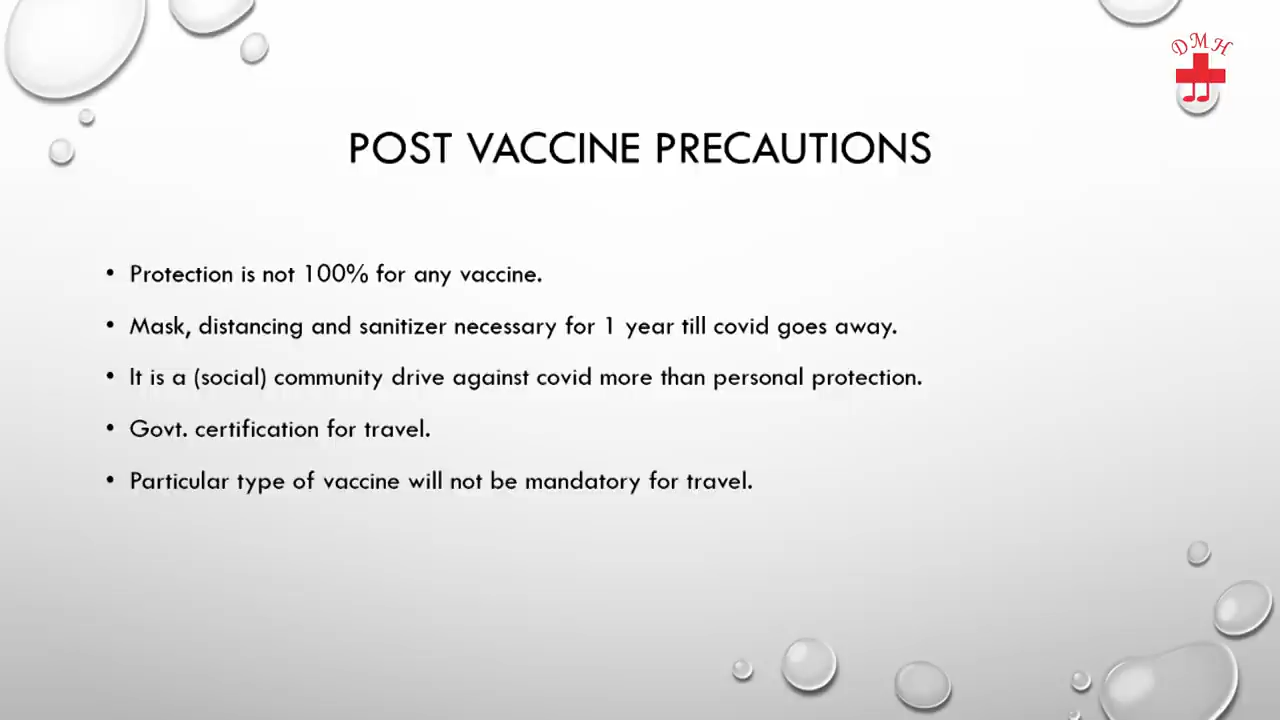 DMH
POST VACCINE PRECAUTIONS
• Protection is not 100% for any vaccine.
• Mask, distancing and sanitizer necessary for 1 year till covid goes away.
• It is a (social) community drive against covid more than personal protection.
• Govt. certification for travel.
• Particular type of vaccine will not be mandatory for travel.